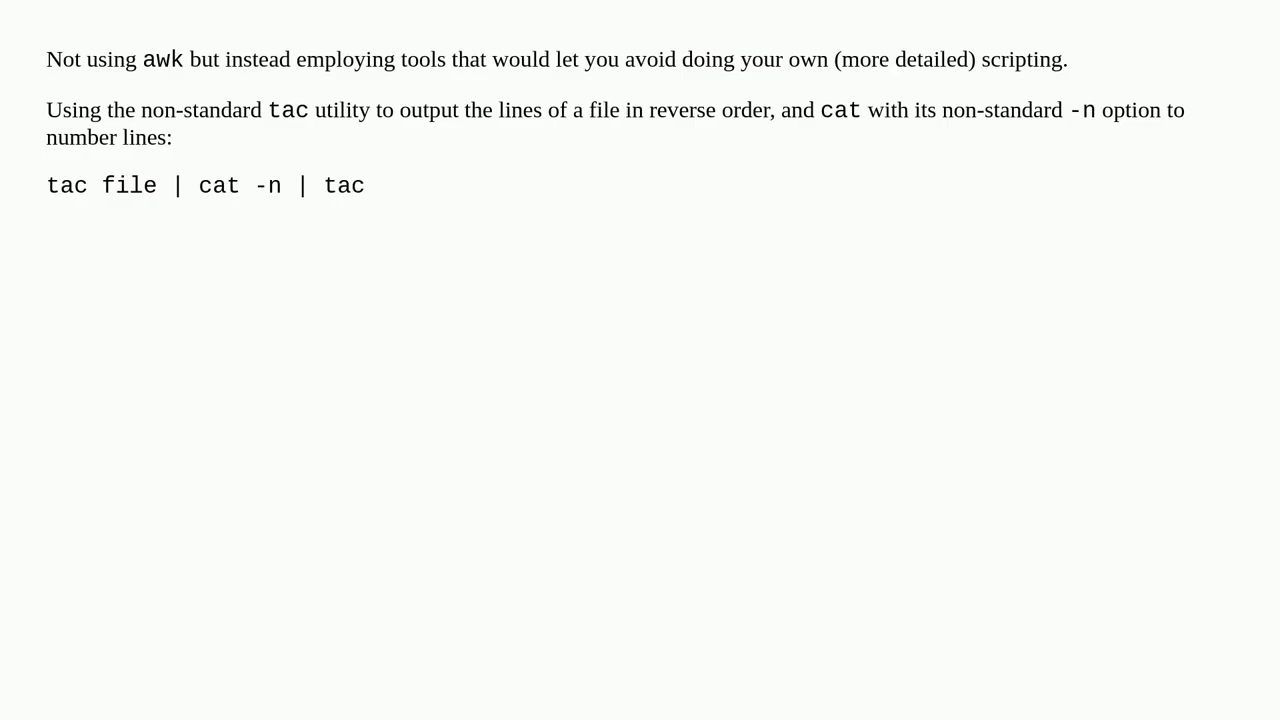 Not using awk but instead employing tools that would let you avoid doing your own (more detailed) scripting.
Using the non-standard tac utility to output the lines of a file in reverse order, and cat with its non-standard -n option to
number lines:
tac file | cat -n | tac